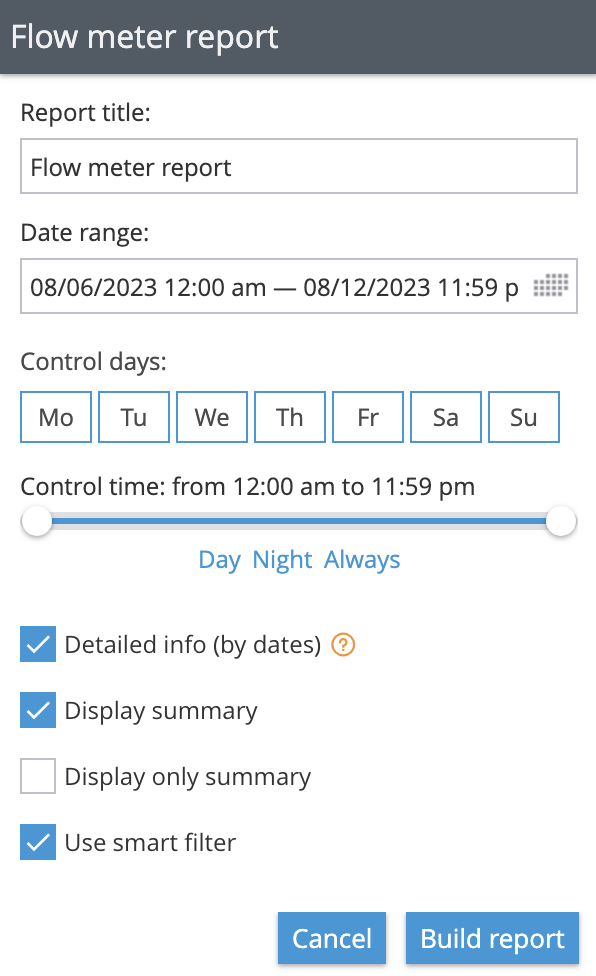 Flow meter report
Report title:
Flow meter report
Date range:
08/06/2023 12:00 am — 08/12/2023 11:59 p
Control days:
Mo Tu We Th Fr Sa Su
Control time: from 12:00 am to 11:59 pm
Day Night Always
Detailed info (by dates) ?
Display summary
Display only summary
Use smart filter
Cancel Build report